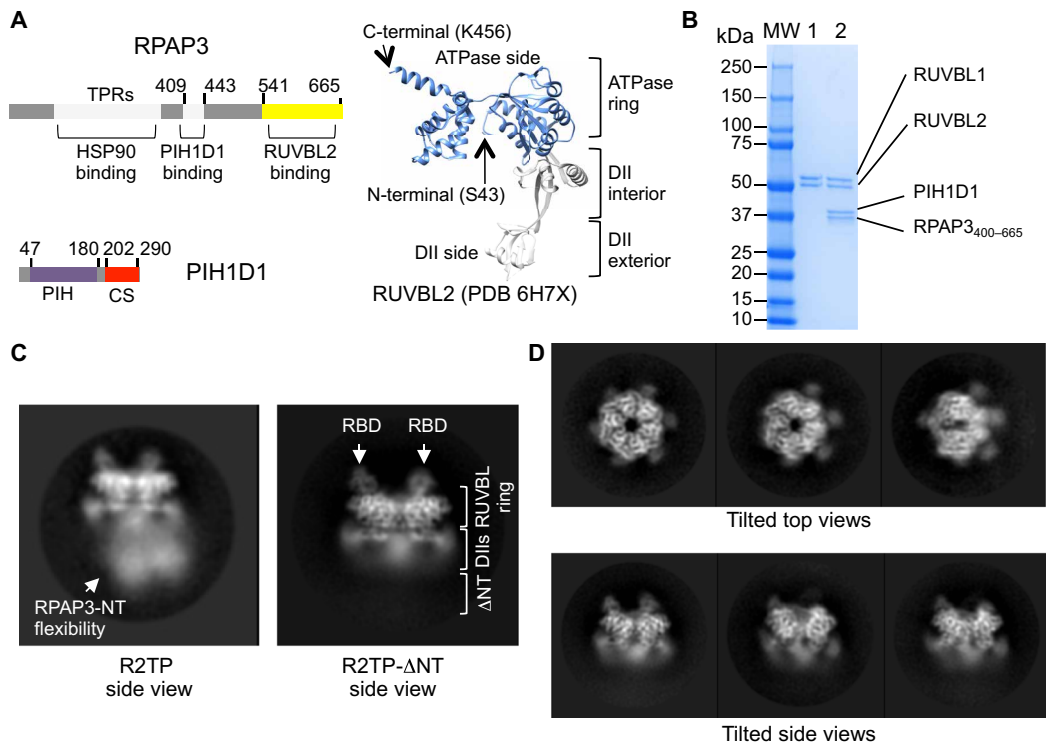 A
RPAP3
409 443 541 665
TPRs
HSP90
binding
PIH1D1
binding
RUVBL2
binding
47 180 202 290
PIH1D1
PIH CS
C-terminal (K456)
ATPase side
ATPase
ring
N-terminal (S43)
DII
interior
DII side
DII
exterior
RUVBL2 (PDB 6H7X)
B
kDa MW 1 2
250
150
100
75
50
37
25
20
15
10
RUVBL1
RUVBL2
PIH1D1
RPAP3400–665
C
RPAP3-NT
flexibility
R2TP
side view
RBD RBD
RUVBL
ring
DIIs
ΔNT
R2TP-ΔNT
side view
D
Tilted top views
Tilted side views